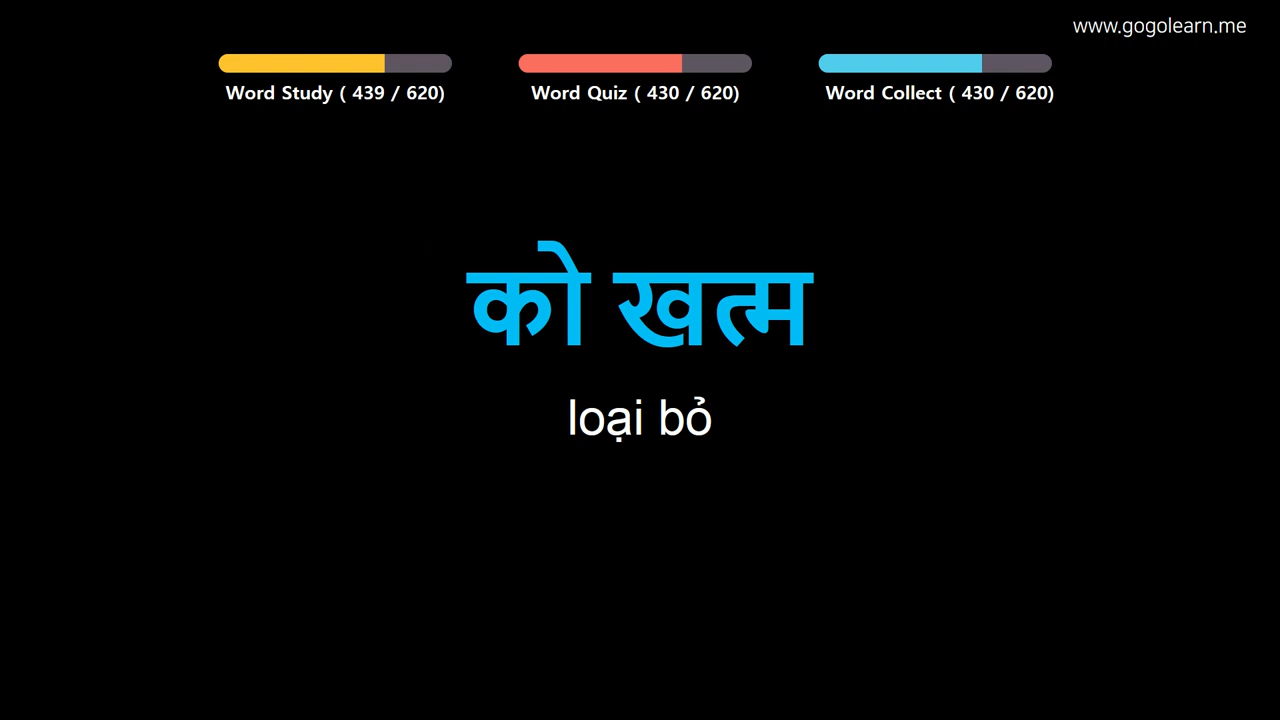 www.gogolearn.me
Word Study ( 439 / 620)
Word Quiz ( 430 / 620)
Word Collect ( 430 / 620)
को खत्म
loại bỏ